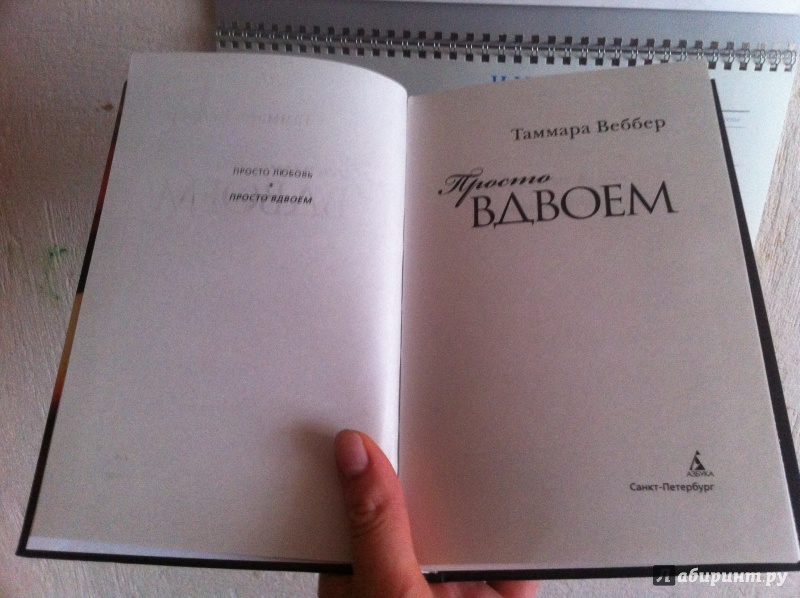 ПРОСТО ЛЮБОВЬ
•
ПРОСТО ВДВОЕМ
Таммара Веббер
Просто
ВДВОЕМ
АЗБУКА
Санкт-Петербург
Лабиринт.ру